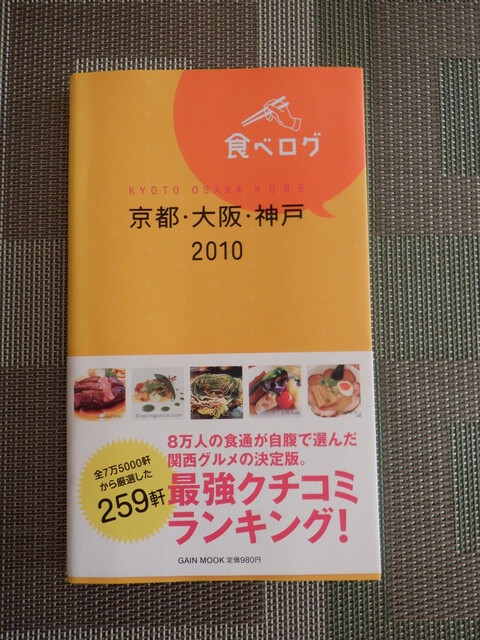 食べログ
KYOTO OSAKA KOBE
京都・大阪・神戸
2010
8万人の食通が自腹で選んだ
関西グルメの決定版。
全7万5000軒
から厳選した
259軒
最強クチコミ
ランキング!
GAIN MOOK 定価980円